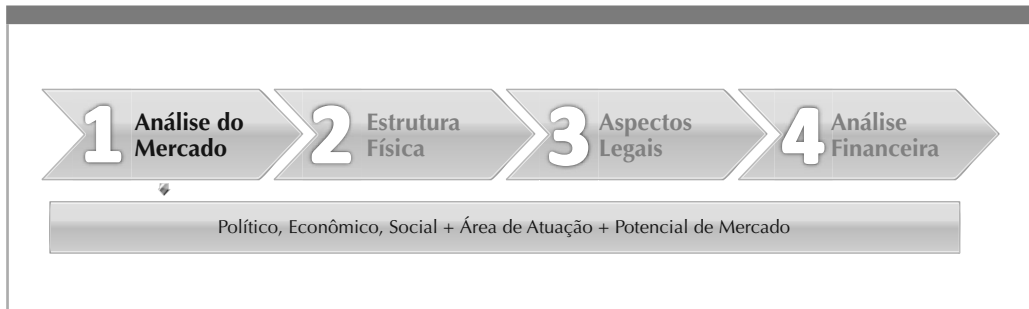 1 Análise do
Mercado
2 Estrutura
Física
3 Aspectos
Legais
4 Análise
Financeira
Político, Econômico, Social + Área de Atuação + Potencial de Mercado